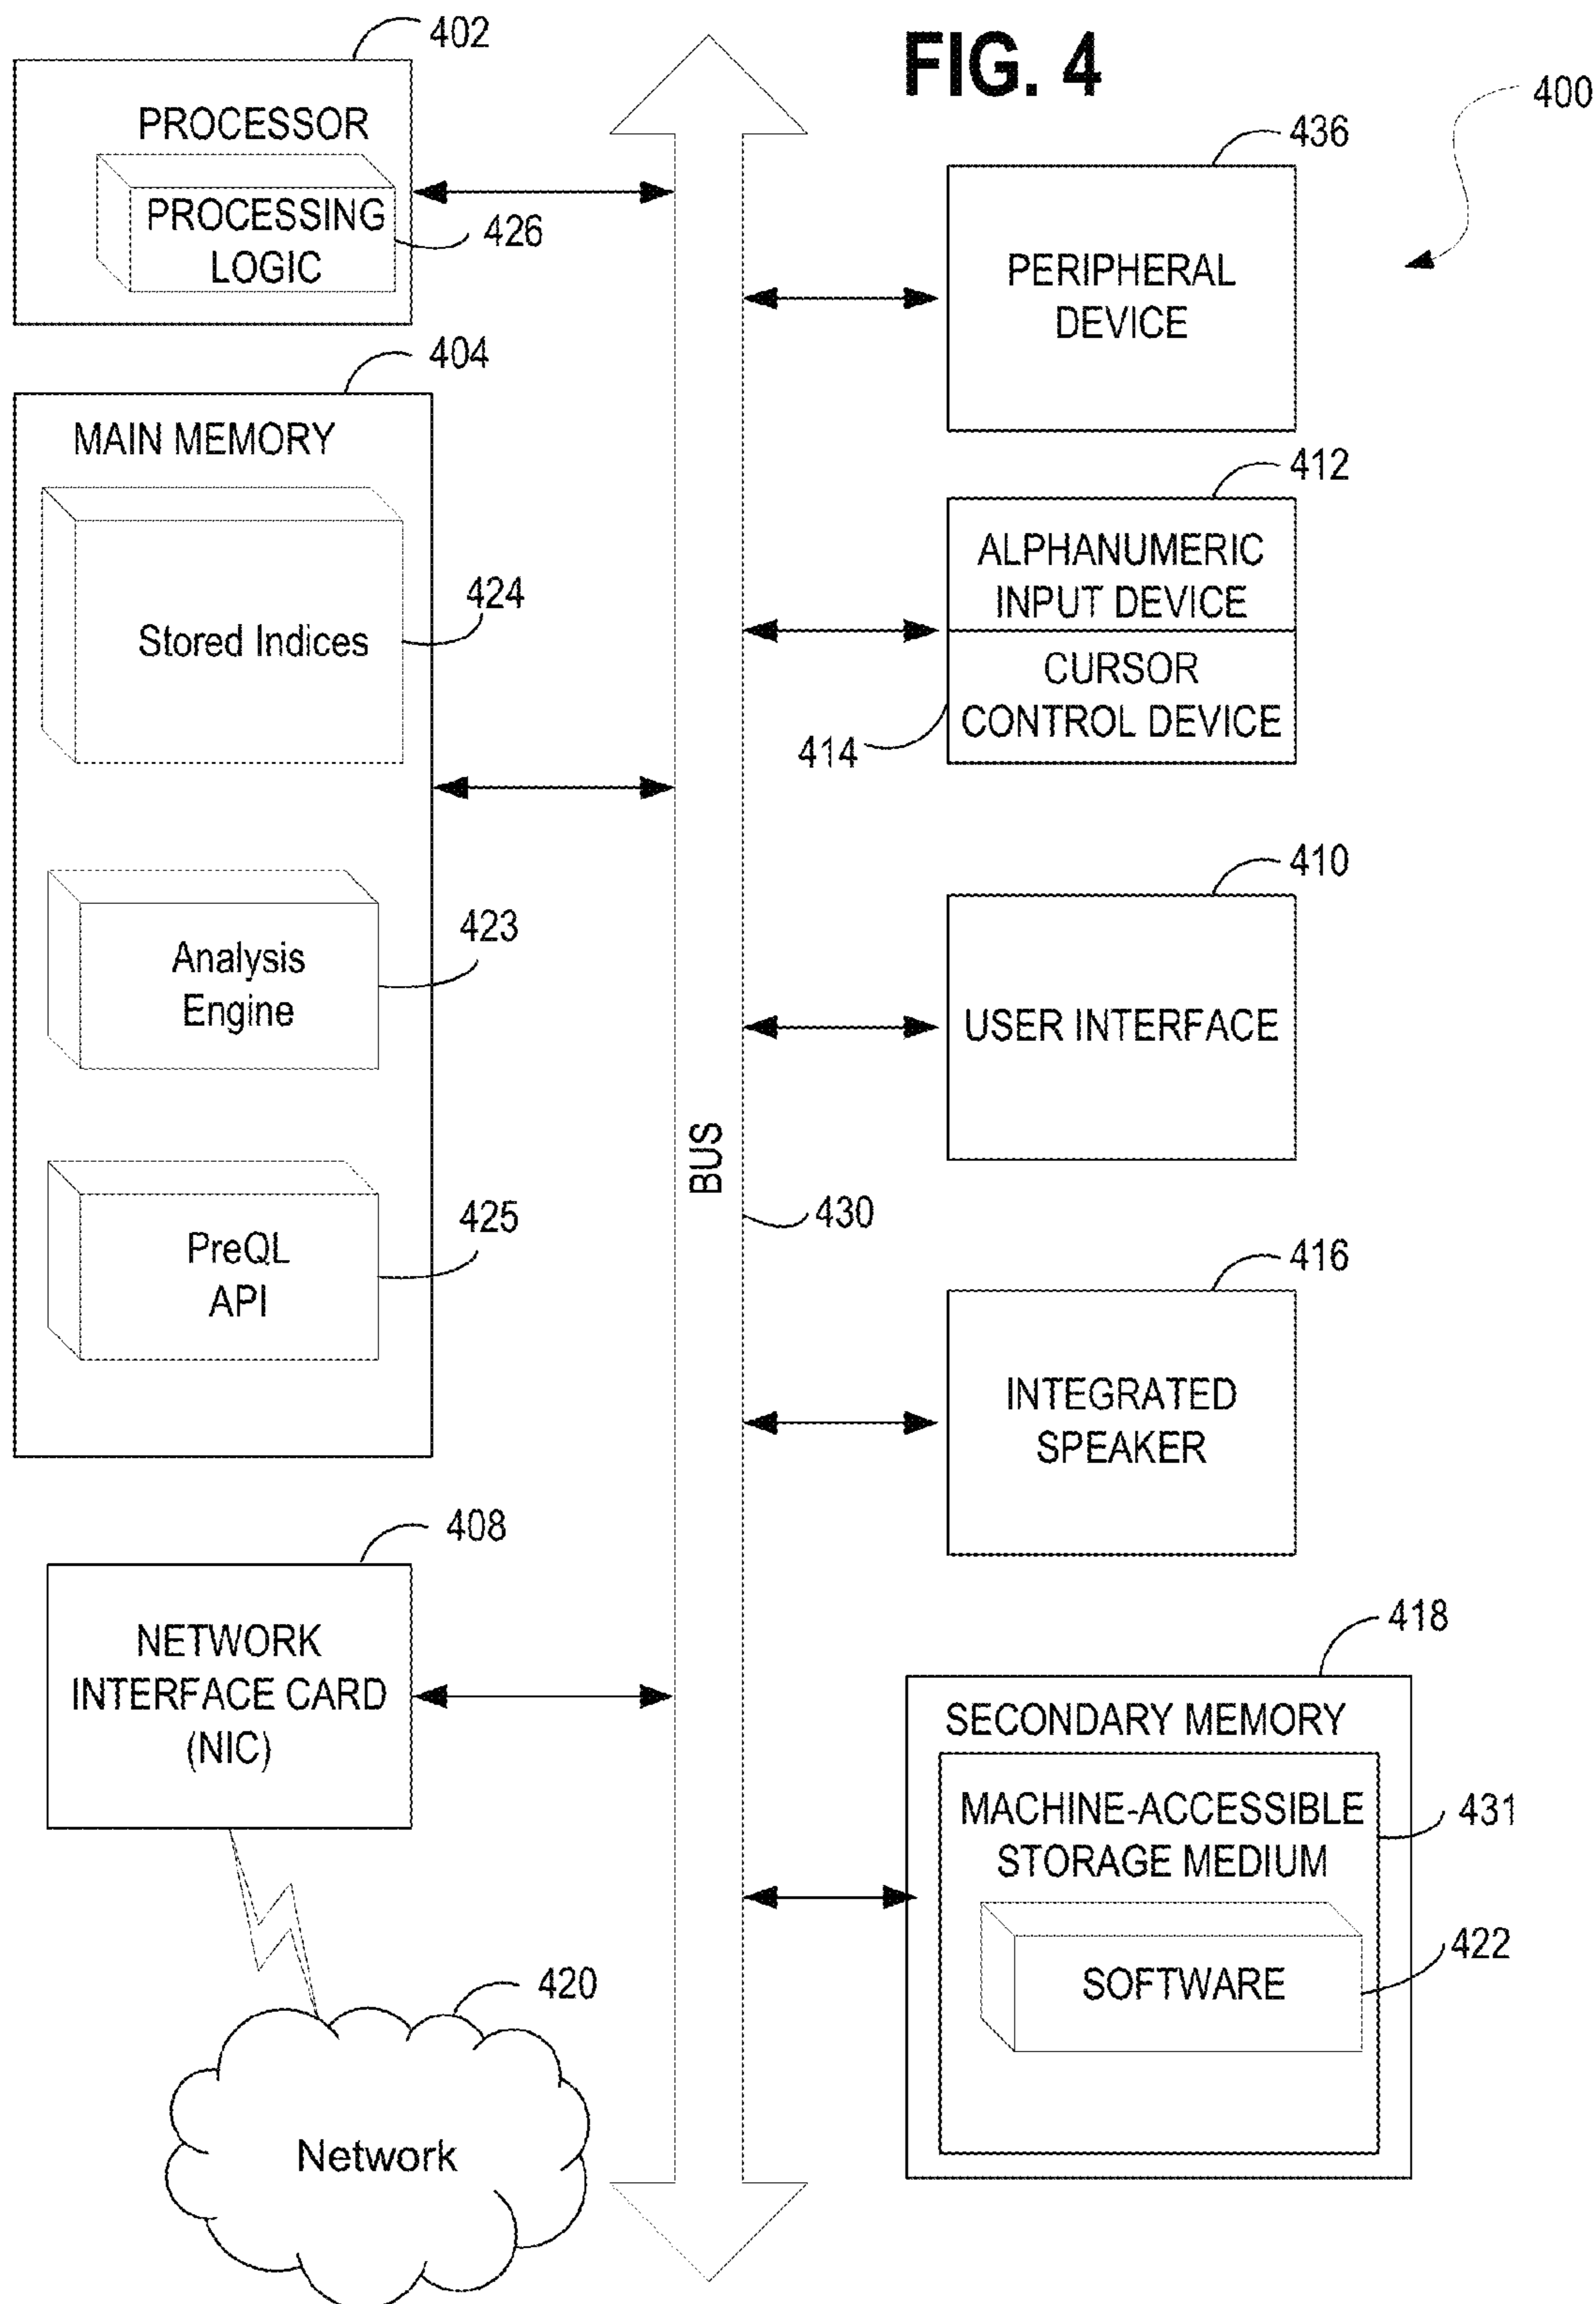 FIG. 4
400
402
PROCESSOR
PROCESSING
LOGIC
426
404
MAIN MEMORY
Stored Indices
424
Analysis
Engine
423
PreQL
API
425
408
NETWORK
INTERFACE CARD
(NIC)
420
Network
BUS
430
436
PERIPHERAL
DEVICE
412
ALPHANUMERIC
INPUT DEVICE
CURSOR
CONTROL DEVICE
414
410
USER INTERFACE
416
INTEGRATED
SPEAKER
418
SECONDARY MEMORY
MACHINE-ACCESSIBLE
STORAGE MEDIUM
431
SOFTWARE
422